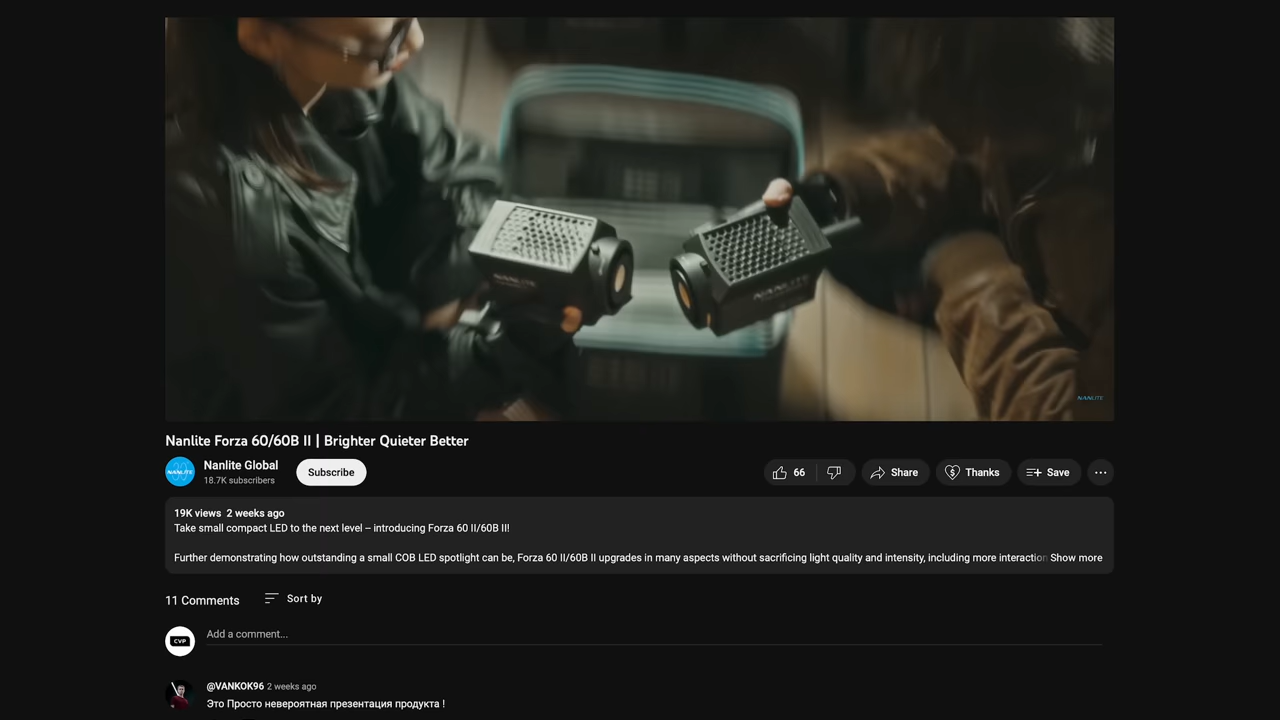 NANLITE
NANLITE
NANLITE
Nanlite Forza 60/60B II | Brighter Quieter Better
NANLITE
Nanlite Global
18.7K subscribers
Subscribe
66
Share
Thanks
Save
19K views 2 weeks ago
Take small compact LED to the next level – introducing Forza 60 II/60B II!
Further demonstrating how outstanding a small COB LED spotlight can be, Forza 60 II/60B II upgrades in many aspects without sacrificing light quality and intensity, including more interaction Show more
11 Comments
Sort by
CVP
Add a comment...
@VANKOK96 2 weeks ago
Это Просто невероятная презентация продукта !